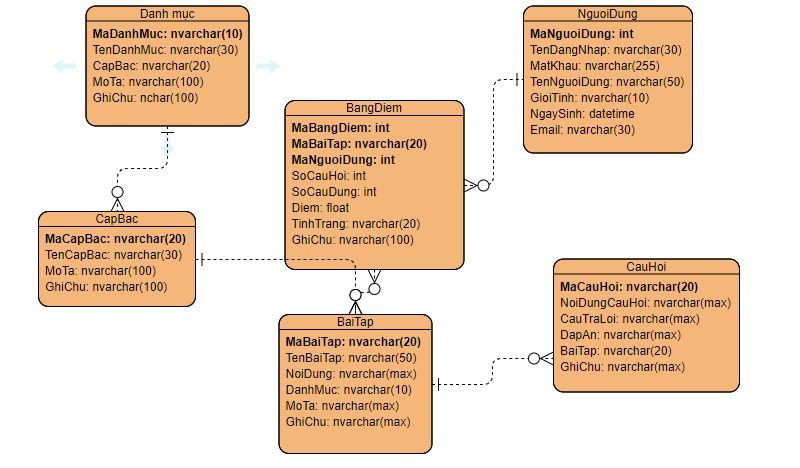 Danh mục
MaDanhMuc: nvarchar(10)
TenDanhMuc: nvarchar(30)
CapBac: nvarchar(20)
MoTa: nvarchar(100)
GhiChu: nchar(100)
NguoiDung
MaNguoiDung: int
TenDangNhap: nvarchar(30)
MatKhau: nvarchar(255)
TenNguoiDung: nvarchar(50)
GioiTinh: nvarchar(10)
NgaySinh: datetime
Email: nvarchar(30)
BangDiem
MaBangDiem: int
MaBaiTap: nvarchar(20)
MaNguoiDung: int
SoCauHoi: int
SoCauDung: int
Diem: float
TinhTrang: nvarchar(20)
GhiChu: nvarchar(100)
CapBac
MaCapBac: nvarchar(20)
TenCapBac: nvarchar(30)
MoTa: nvarchar(100)
GhiChu: nvarchar(100)
CauHoi
MaCauHoi: nvarchar(20)
NoiDungCauHoi: nvarchar(max)
CauTraLoi: nvarchar(max)
DapAn: nvarchar(max)
BaiTap: nvarchar(20)
GhiChu: nvarchar(max)
BaiTap
MaBaiTap: nvarchar(20)
TenBaiTap: nvarchar(50)
NoiDung: nvarchar(max)
DanhMuc: nvarchar(10)
MoTa: nvarchar(max)
GhiChu: nvarchar(max)